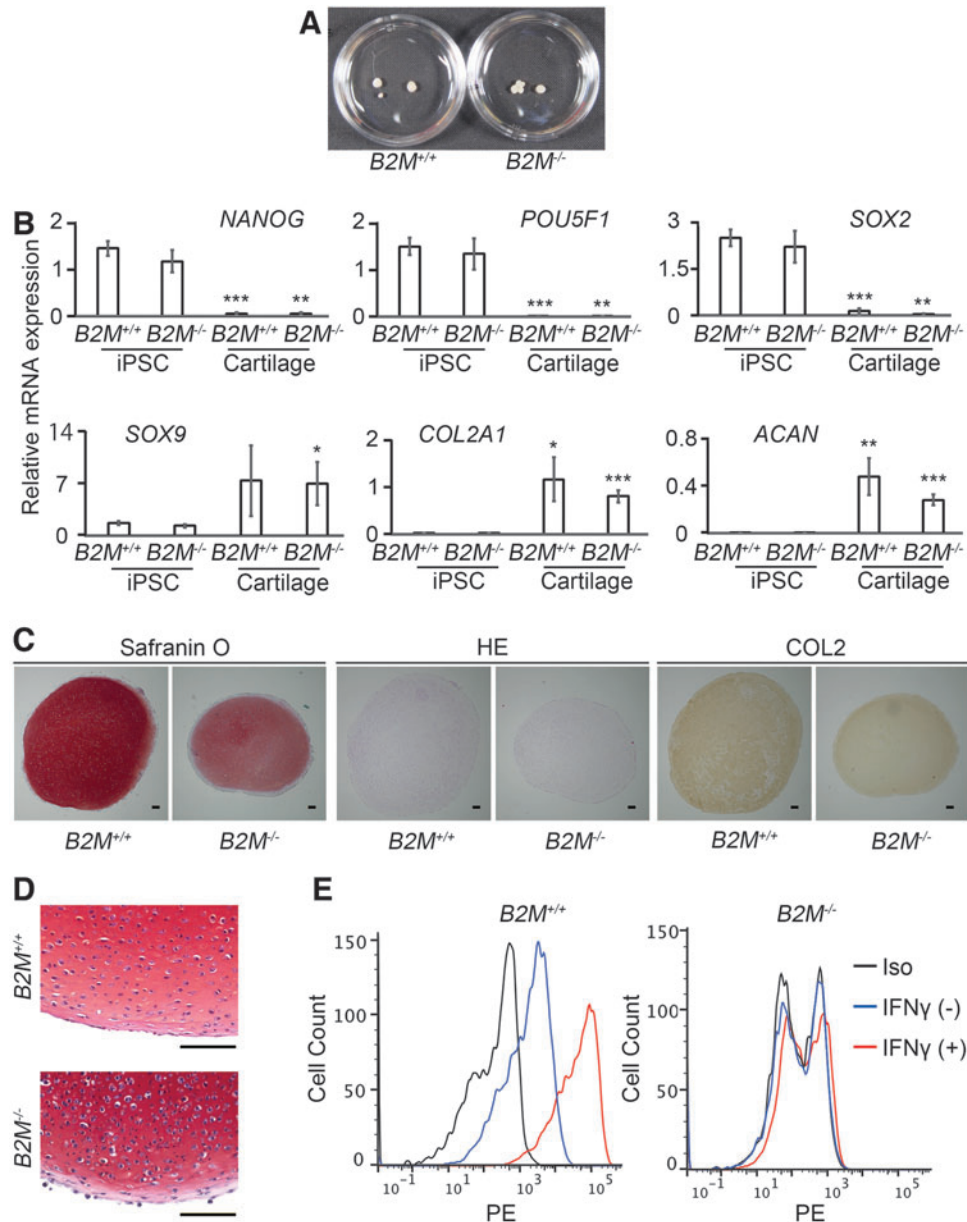 A
B2M+/+ B2M-/-
B
Relative mRNA expression
NANOG
2
1
0
B2M+/+ B2M-/- B2M+/+ B2M-/-
*** **
iPSC Cartilage
POU5F1
2
1
0
*** **
B2M+/+ B2M-/- B2M+/+ B2M-/-
iPSC Cartilage
SOX2
3
1.5
0
*** **
B2M+/+ B2M-/- B2M+/+ B2M-/-
iPSC Cartilage
SOX9
14
7
0
*
B2M+/+ B2M-/- B2M+/+ B2M-/-
iPSC Cartilage
COL2A1
2
1
0
* ***
B2M+/+ B2M-/- B2M+/+ B2M-/-
iPSC Cartilage
ACAN
0.8
0.4
0
** ***
B2M+/+ B2M-/- B2M+/+ B2M-/-
iPSC Cartilage
C
Safranin O HE COL2
B2M+/+ B2M-/- B2M+/+ B2M-/- B2M+/+ B2M-/-
D
B2M+/+
B2M-/-
E
B2M+/+
Cell Count
150
100
50
0
10-1 101 103 105
PE
B2M-/-
Cell Count
150
100
50
0
10-1 101 103 105
PE
Iso
IFNγ (-)
IFNγ (+)